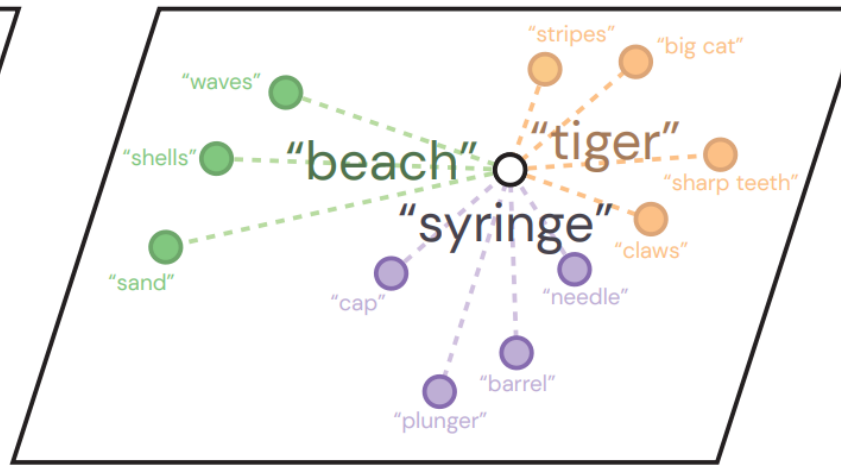 “stripes”
“big cat”
“waves”
“tiger”
“beach”
“shells”
“sharp teeth”
“syringe”
“claws”
“sand”
“cap”
“needle”
“barrel”
“plunger”